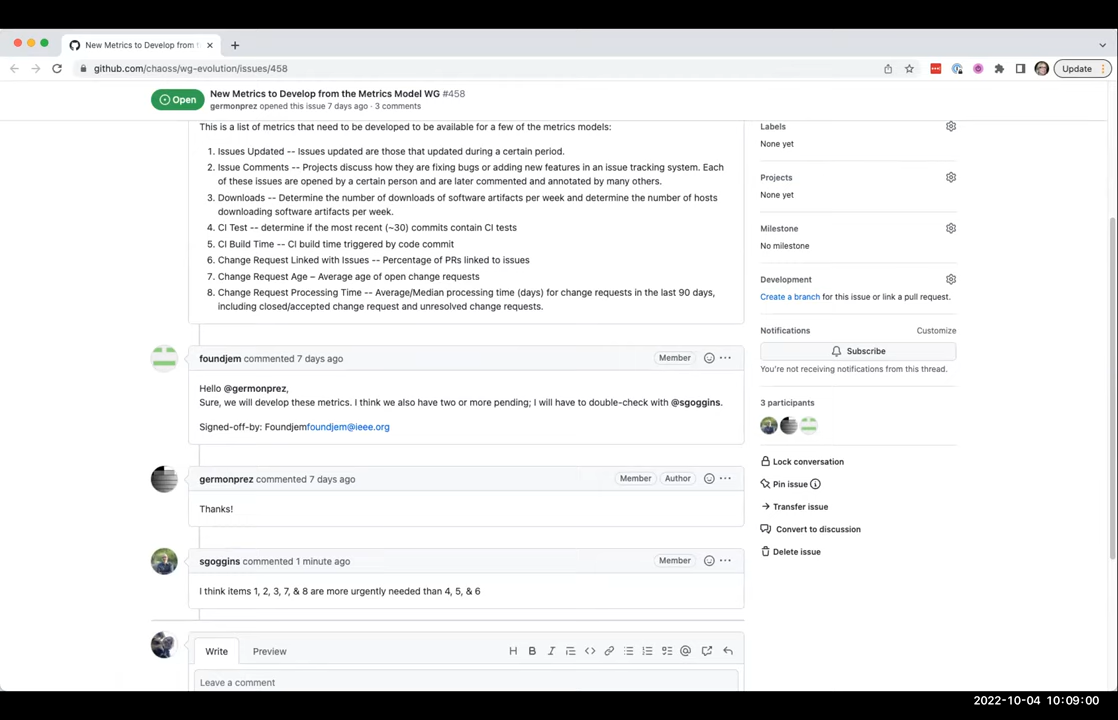 New Metrics to Develop from t
github.com/chaoss/wg-evolution/issues/458
Update
Open
New Metrics to Develop from the Metrics Model WG #458
germonprez opened this issue 7 days ago · 3 comments
This is a list of metrics that need to be developed to be available for a few of the metrics models:
1. Issues Updated -- Issues updated are those that updated during a certain period.
2. Issue Comments -- Projects discuss how they are fixing bugs or adding new features in an issue tracking system. Each
of these issues are opened by a certain person and are later commented and annotated by many others.
3. Downloads -- Determine the number of downloads of software artifacts per week and determine the number of hosts
downloading software artifacts per week.
4. CI Test -- determine if the most recent (~30) commits contain CI tests
5. CI Build Time -- CI build time triggered by code commit
6. Change Request Linked with Issues -- Percentage of PRs linked to issues
7. Change Request Age – Average age of open change requests
8. Change Request Processing Time -- Average/Median processing time (days) for change requests in the last 90 days,
including closed/accepted change request and unresolved change requests.
foundjem commented 7 days ago
Member
Hello @germonprez,
Sure, we will develop these metrics. I think we also have two or more pending; I will have to double-check with @sgoggins.
Signed-off-by: Foundjemfoundjem@ieee.org
germonprez commented 7 days ago
Member
Author
Thanks!
sgoggins commented 1 minute ago
Member
I think items 1, 2, 3, 7, & 8 are more urgently needed than 4, 5, & 6
Write
Preview
Leave a comment
Labels
None yet
Projects
None yet
Milestone
No milestone
Development
Create a branch for this issue or link a pull request.
Notifications
Customize
Subscribe
You're not receiving notifications from this thread.
3 participants
Lock conversation
Pin issue
Transfer issue
Convert to discussion
Delete issue
2022-10-04 10:09:00